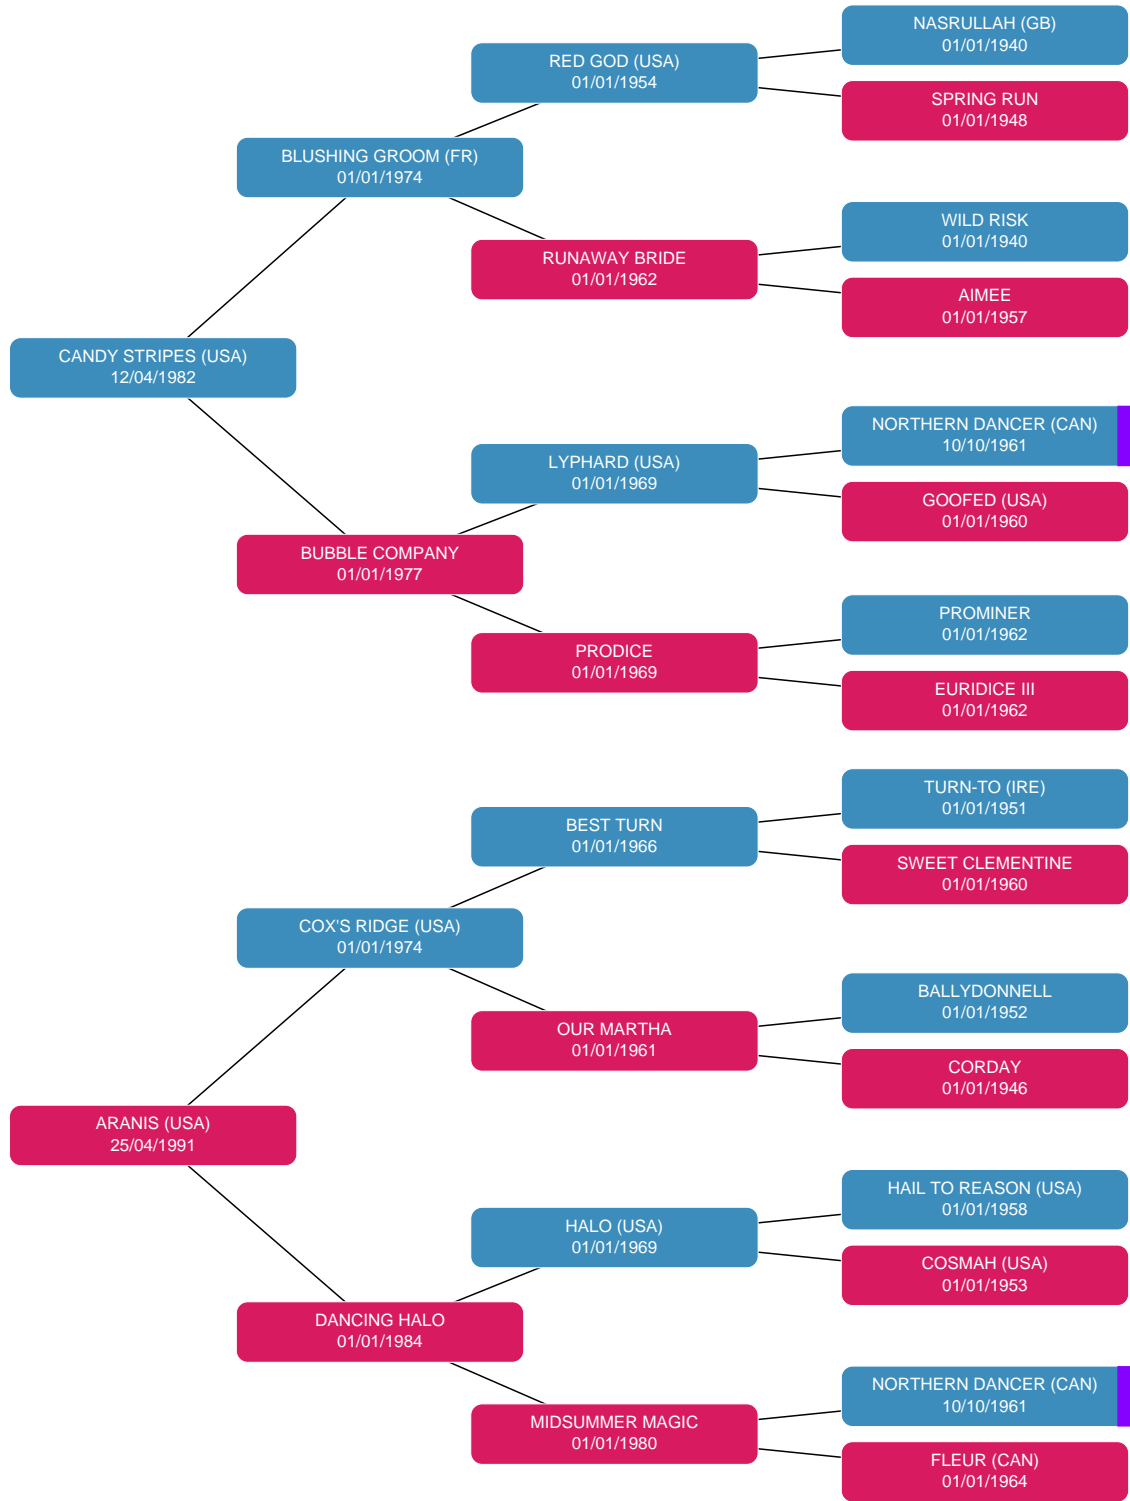 NASRULLAH (GB)
01/01/1940
RED GOD (USA)
01/01/1954
SPRING RUN
01/01/1948
BLUSHING GROOM (FR)
01/01/1974
WILD RISK
01/01/1940
RUNAWAY BRIDE
01/01/1962
AIMEE
01/01/1957
CANDY STRIPES (USA)
12/04/1982
NORTHERN DANCER (CAN)
10/10/1961
LYPHARD (USA)
01/01/1969
GOOFED (USA)
01/01/1960
BUBBLE COMPANY
01/01/1977
PROMINER
01/01/1962
PRODICE
01/01/1969
EURIDICE III
01/01/1962
TURN-TO (IRE)
01/01/1951
BEST TURN
01/01/1966
SWEET CLEMENTINE
01/01/1960
COX'S RIDGE (USA)
01/01/1974
BALLYDONNELL
01/01/1952
OUR MARTHA
01/01/1961
CORDAY
01/01/1946
ARANIS (USA)
25/04/1991
HAIL TO REASON (USA)
01/01/1958
HALO (USA)
01/01/1969
COSMAH (USA)
01/01/1953
DANCING HALO
01/01/1984
NORTHERN DANCER (CAN)
10/10/1961
MIDSUMMER MAGIC
01/01/1980
FLEUR (CAN)
01/01/1964